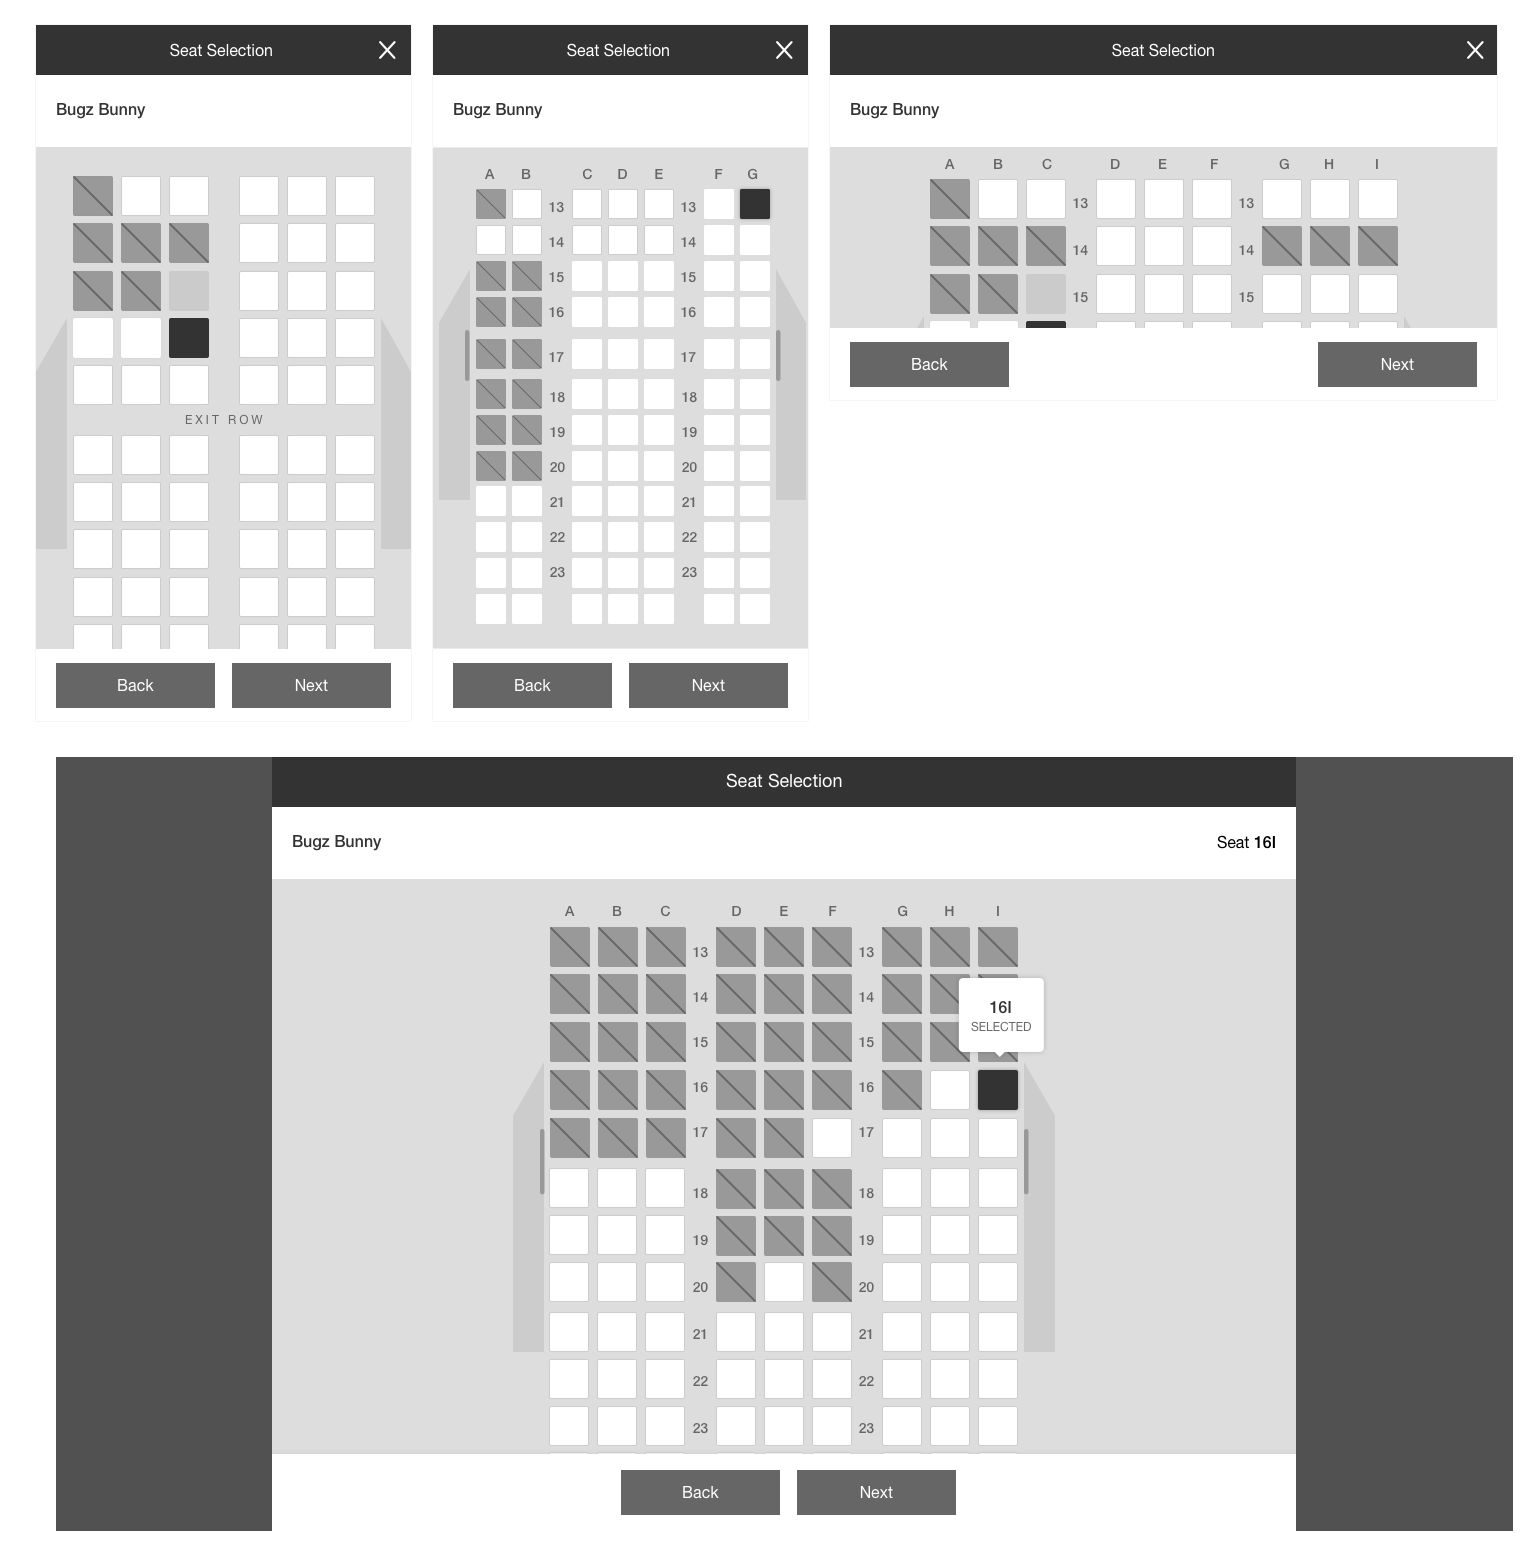 Seat Selection
Bugz Bunny
EXIT ROW
Back Next
Seat Selection
Bugz Bunny
A B C D E F G
13 13
14 14
15 15
16 16
17 17
18 18
19 19
20 20
21 21
22 22
23 23
Back Next
Seat Selection
Bugz Bunny
A B C D E F G H I
13 13
14 14
15 15
Back Next
Seat Selection
Bugz Bunny Seat 16I
A B C D E F G H I
13 13
14 14
16I
SELECTED
15 15
16 16
17 17
18 18
19 19
20 20
21 21
22 22
23 23
Back Next